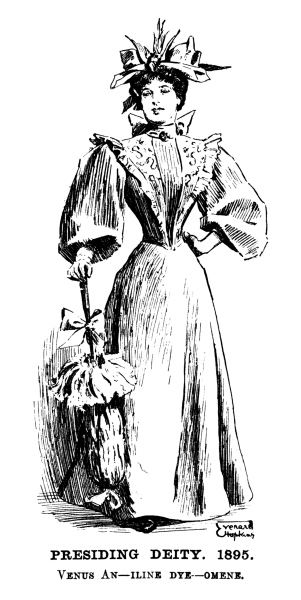 Everard
Hopkins
PRESIDING DEITY. 1895.
VENUS AN—ILINE DYE—OMENE.